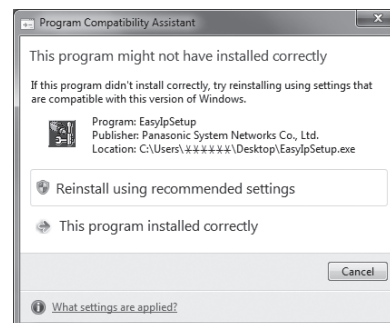 Program Compatibility Assistant
This program might not have installed correctly
If this program didn't install correctly, try reinstalling using settings that
are compatible with this version of Windows.
Program: EasyIpSetup
Publisher: Panasonic System Networks Co., Ltd.
Location: C:\Users\✕✕✕✕✕✕\Desktop\EasyIpSetup.exe
Reinstall using recommended settings
This program installed correctly
Cancel
What settings are applied?